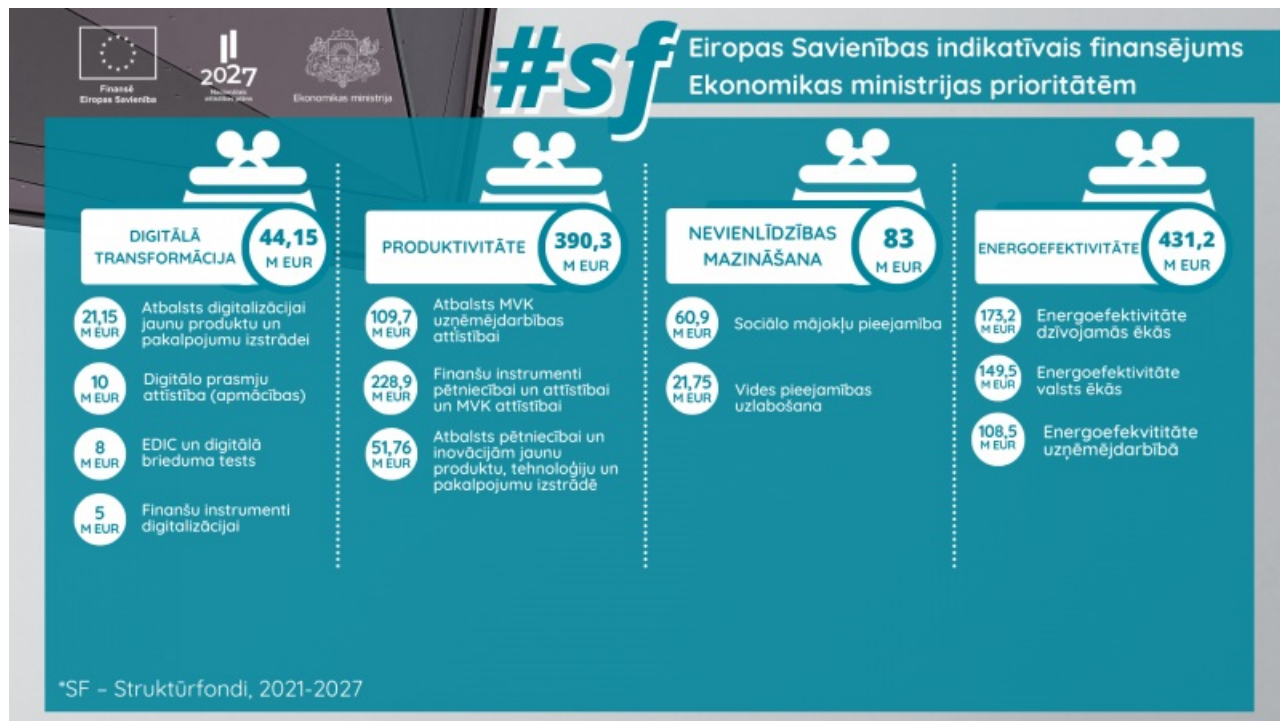 Finansē
Eiropas Savienība
2027
Ekonomikas ministrija
#sf
Eiropas Savienības indikatīvais finansējums
Ekonomikas ministrijas prioritātēm
DIGITĀLĀ
TRANSFORMĀCIJA
44,15
M EUR
21,15
M EUR
Atbalsts digitalizācijai
jaunu produktu un
pakalpojumu izstrādei
10
M EUR
Digitālo prasmju
attīstība (apmācības)
8
M EUR
EDIC un digitālā
brieduma tests
5
M EUR
Finanšu instrumenti
digitalizācijai
PRODUKTIVITĀTE
390,3
M EUR
109,7
M EUR
Atbalsts MVK
uzņēmējdarbības
attīstībai
228,9
M EUR
Finanšu instrumenti
pētniecībai un attīstībai
un MVK attīstībai
51,76
M EUR
Atbalsts pētniecībai un
inovācijām jaunu
produktu, tehnoloģiju un
pakalpojumu izstrādē
NEVIENLĪDZĪBAS
MAZINĀŠANA
83
M EUR
60,9
M EUR
Sociālo mājokļu pieejamība
21,75
M EUR
Vides pieejamības
uzlabošana
ENERGOEFEKTIVITĀTE
431,2
M EUR
173,2
M EUR
Energoefektivitāte
dzīvojamās ēkās
149,5
M EUR
Energoefektivitāte
valsts ēkās
108,5
M EUR
Energoefekvititāte
uzņēmējdarbībā
*SF – Struktūrfondi, 2021-2027